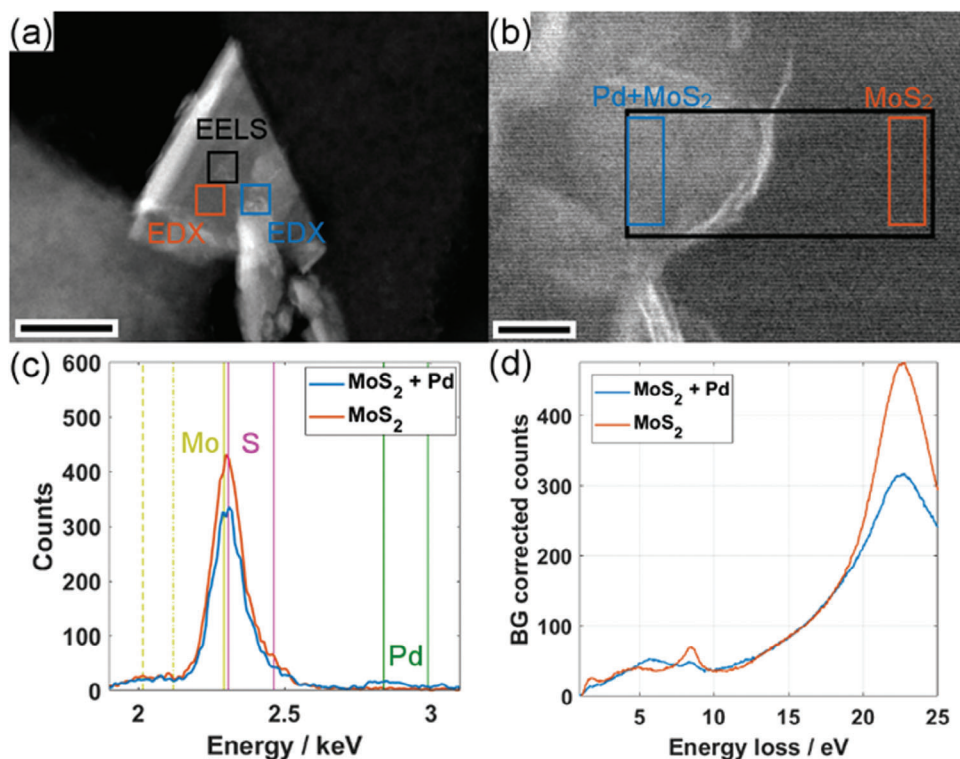 (a)
EELS
EDX EDX
(b)
Pd+MoS₂ MoS₂
(c)
600
500
400
300
200
100
0
Counts
2 2.5 3
Energy / keV
MoS₂ + Pd
MoS₂
Mo S
Pd
(d)
400
300
200
100
0
BG corrected counts
5 10 15 20 25
Energy loss / eV
MoS₂ + Pd
MoS₂